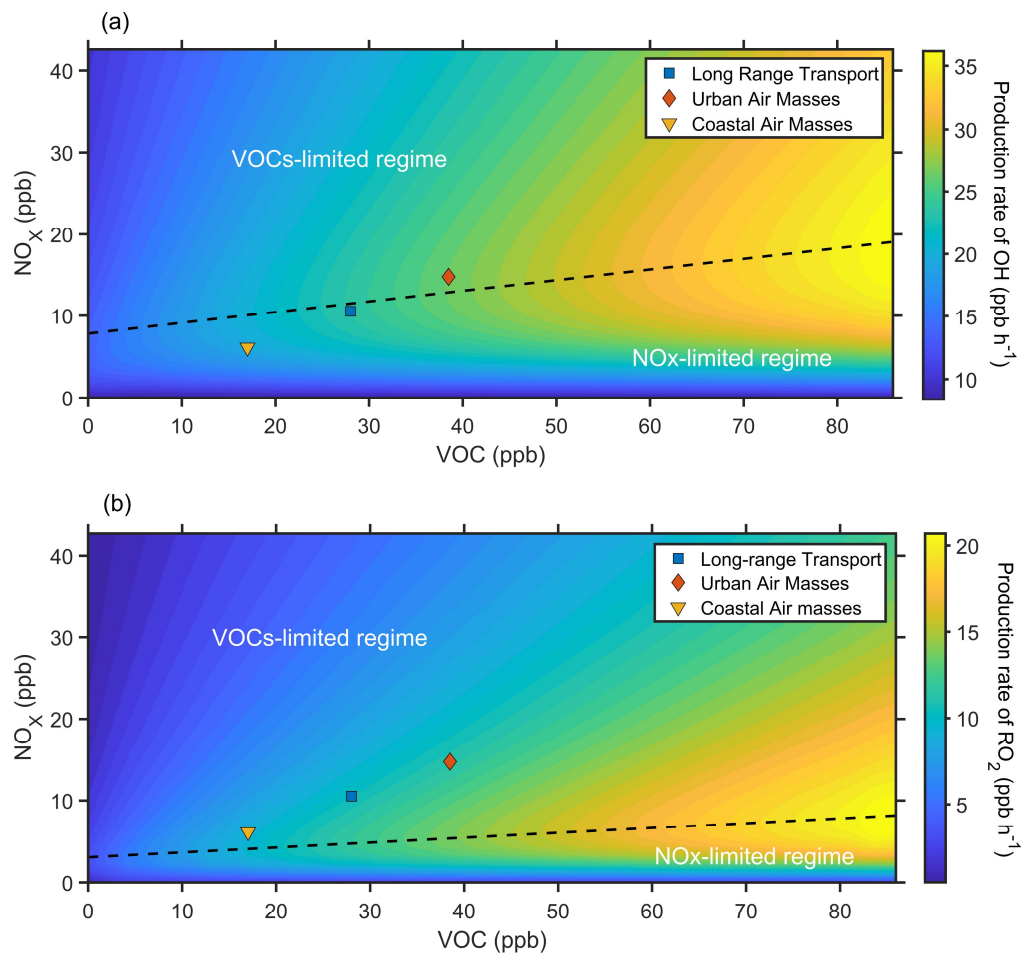 (a)
40
30
20
10
0
NOX (ppb)
VOCs-limited regime
NOx-limited regime
Long Range Transport
Urban Air Masses
Coastal Air Masses
0 10 20 30 40 50 60 70 80
VOC (ppb)
35
30
25
20
15
10
Production rate of OH (ppb h-1)
(b)
40
30
20
10
0
NOX (ppb)
VOCs-limited regime
NOx-limited regime
Long-range Transport
Urban Air Masses
Coastal Air masses
0 10 20 30 40 50 60 70 80
VOC (ppb)
20
15
10
5
Production rate of RO2 (ppb h-1)